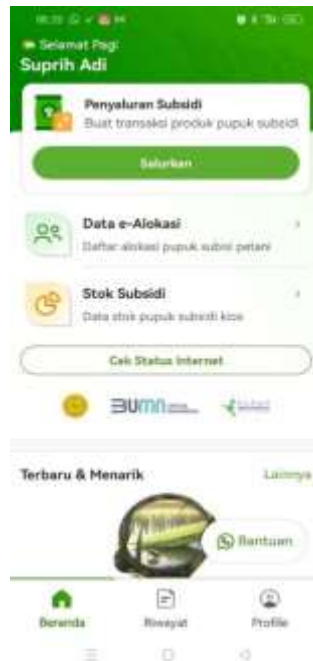 Selamat Pagi
Suprih Adi
Penyaluran Subsidi
Buat transaksi produk pupuk subsidi
Salurkan
Data e-Alokasi
Daftar alokasi pupuk subsi petani
Stok Subsidi
Data stok pupuk subsidi kios
Cek Status Internet
BUMN
Terbaru & Menarik
Lainnya
Bantuan
Beranda
Riwayat
Profile